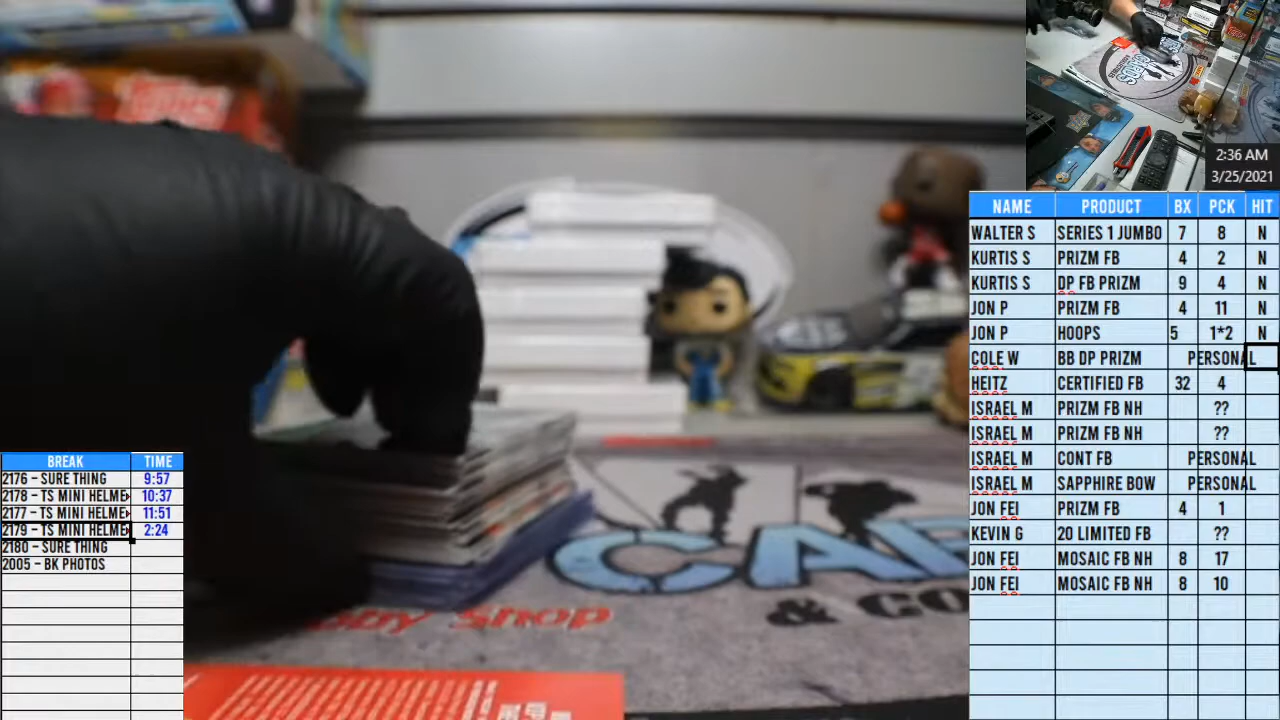 2:36 AM
3/25/2021
NAME PRODUCT BX PCK HIT
WALTER S SERIES 1 JUMBO 7 8 N
KURTIS S PRIZM FB 4 2 N
KURTIS S DP FB PRIZM 9 4 N
JON P PRIZM FB 4 11 N
JON P HOOPS 5 1*2 N
COLE W BB DP PRIZM PERSONAL
HEITZ CERTIFIED FB 32 4
ISRAEL M PRIZM FB NH ??
ISRAEL M PRIZM FB NH ??
ISRAEL M CONT FB PERSONAL
ISRAEL M SAPPHIRE BOW PERSONAL
JON FEI PRIZM FB 4 1
KEVIN G 20 LIMITED FB ??
JON FEI MOSAIC FB NH 8 17
JON FEI MOSAIC FB NH 8 10
BREAK TIME
2176 – SURE THING 9:57
2178 – TS MINI HELME 10:37
2177 – TS MINI HELME 11:51
2179 – TS MINI HELME 2:24
2180 – SURE THING
2005 – BK PHOTOS
CAR
& CO
bby Shop